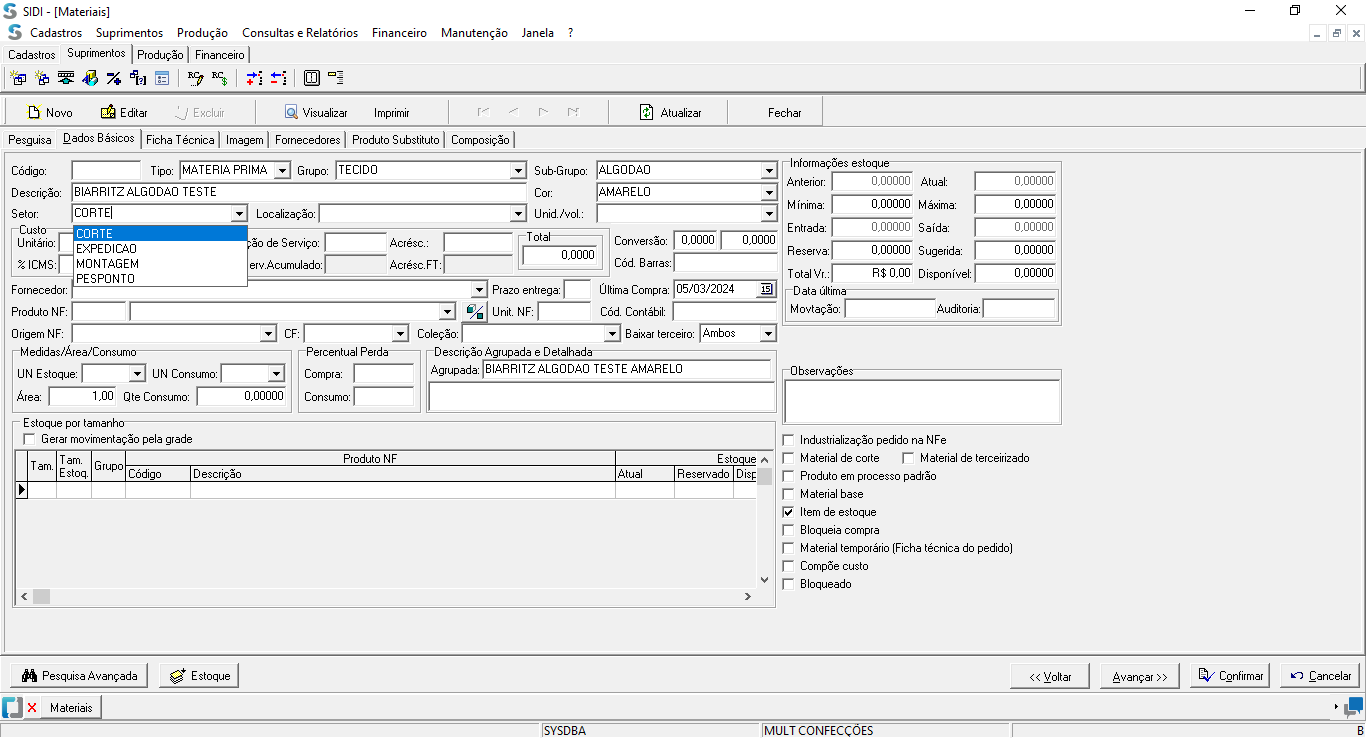 SIDI - [Materiais]
Cadastros Suprimentos Produção Consultas e Relatórios Financeiro Manutenção Janela ?
Cadastros Suprimentos Produção Financeiro
Novo Editar Excluir Visualizar Imprimir Atualizar Fechar
Pesquisa Dados Básicos Ficha Técnica Imagem Fornecedores Produto Substituto Composição
Código: Tipo: MATERIA PRIMA Grupo: TECIDO Sub-Grupo: ALGODAO
Descrição: BIARRITZ ALGODAO TESTE Cor: AMARELO
Setor: CORTE Localização: Unid./vol.:
CORTE
EXPEDICAO
MONTAGEM
PESPONTO
Custo
Unitário: ção de Serviço: Acrésc.:
% ICMS: erv.Acumulado: Acrésc.FT:
Total
0,0000
Conversão: 0,0000 0,0000
Cód. Barras:
Fornecedor: Prazo entrega: Última Compra: 05/03/2024 15
Produto NF: Unit. NF: Cód. Contábil:
Origem NF: CF: Coleção: Baixar terceiro: Ambos
Medidas/Área/Consumo
UN Estoque: UN Consumo:
Área: 1,00 Qte Consumo: 0,00000
Percentual Perda
Compra:
Consumo:
Descrição Agrupada e Detalhada
Agrupada: BIARRITZ ALGODAO TESTE AMARELO
Estoque por tamanho
Gerar movimentação pela grade
Tam. Tam. Estoq. Grupo Produto NF Estoque
Código Descrição Atual Reservado Disp
Informações estoque
Anterior: 0,00000 Atual: 0,00000
Mínima: 0,00000 Máxima: 0,00000
Entrada: 0,00000 Saída: 0,00000
Reserva: 0,00000 Sugerida: 0,00000
Total Vr.: R$ 0,00 Disponível: 0,00000
Data última
Movtação: Auditoria:
Observações
Industrialização pedido na NFe
Material de corte Material de terceirizado
Produto em processo padrão
Material base
Item de estoque
Bloqueia compra
Material temporário (Ficha técnica do pedido)
Compõe custo
Bloqueado
Pesquisa Avançada Estoque << Voltar Avançar >> Confirmar Cancelar
Materiais
SYSDBA MULT CONFECÇÕES B